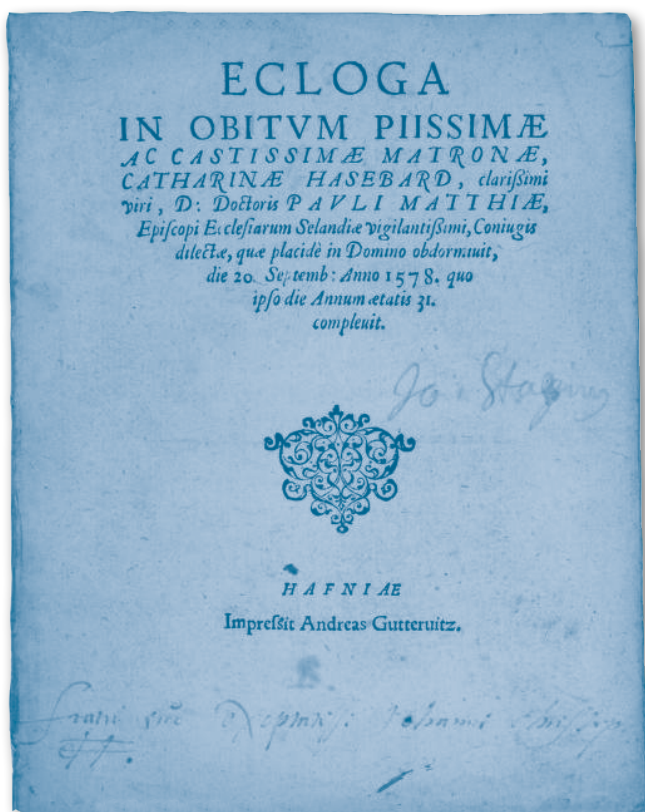 ECLOGA
IN OBITVM PIISSIMÆ
AC CASTISSIMÆ MATRONÆ,
CATHARINÆ HASEBARD, clarißimi
viri, D: Doctoris PAVLI MATTHIÆ,
Episcopi Ecclesiarum Selandiæ vigilantißimi, Coniugis
dilectæ, quæ placidè in Domino obdormiuit,
die 20. Septemb: Anno 1578. quo
ipso die Annum ætatis 31.
compleuit.
HAFNIÆ
Impreßit Andreas Gutteruitz.